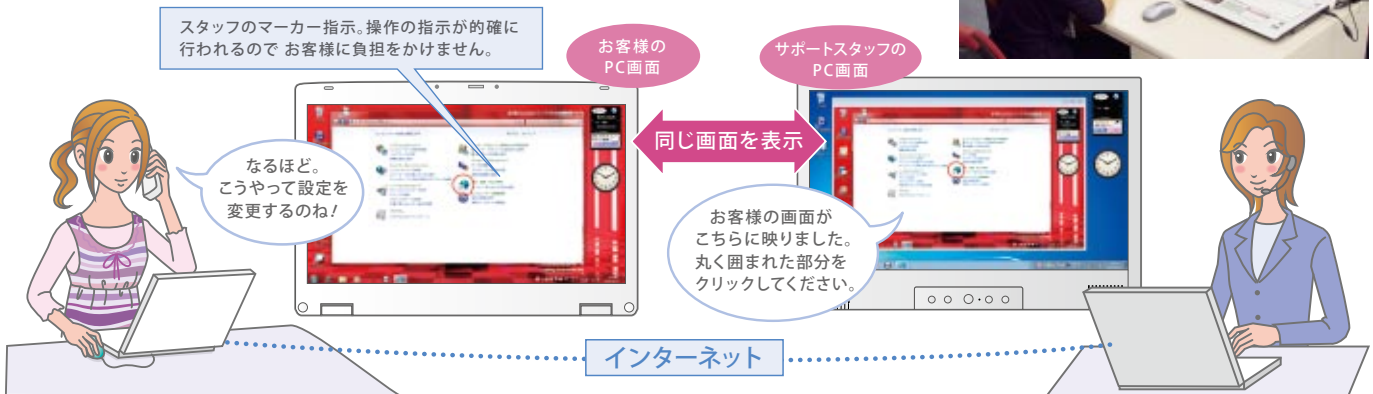 スタッフのマーカー指示。操作の指示が的確に
行われるので お客様に負担をかけません。
お客様の
PC画面
サポートスタッフの
PC画面
同じ画面を表示
なるほど。
こうやって設定を
変更するのね！
お客様の画面が
こちらに映りました。
丸く囲まれた部分を
クリックしてください。
インターネット